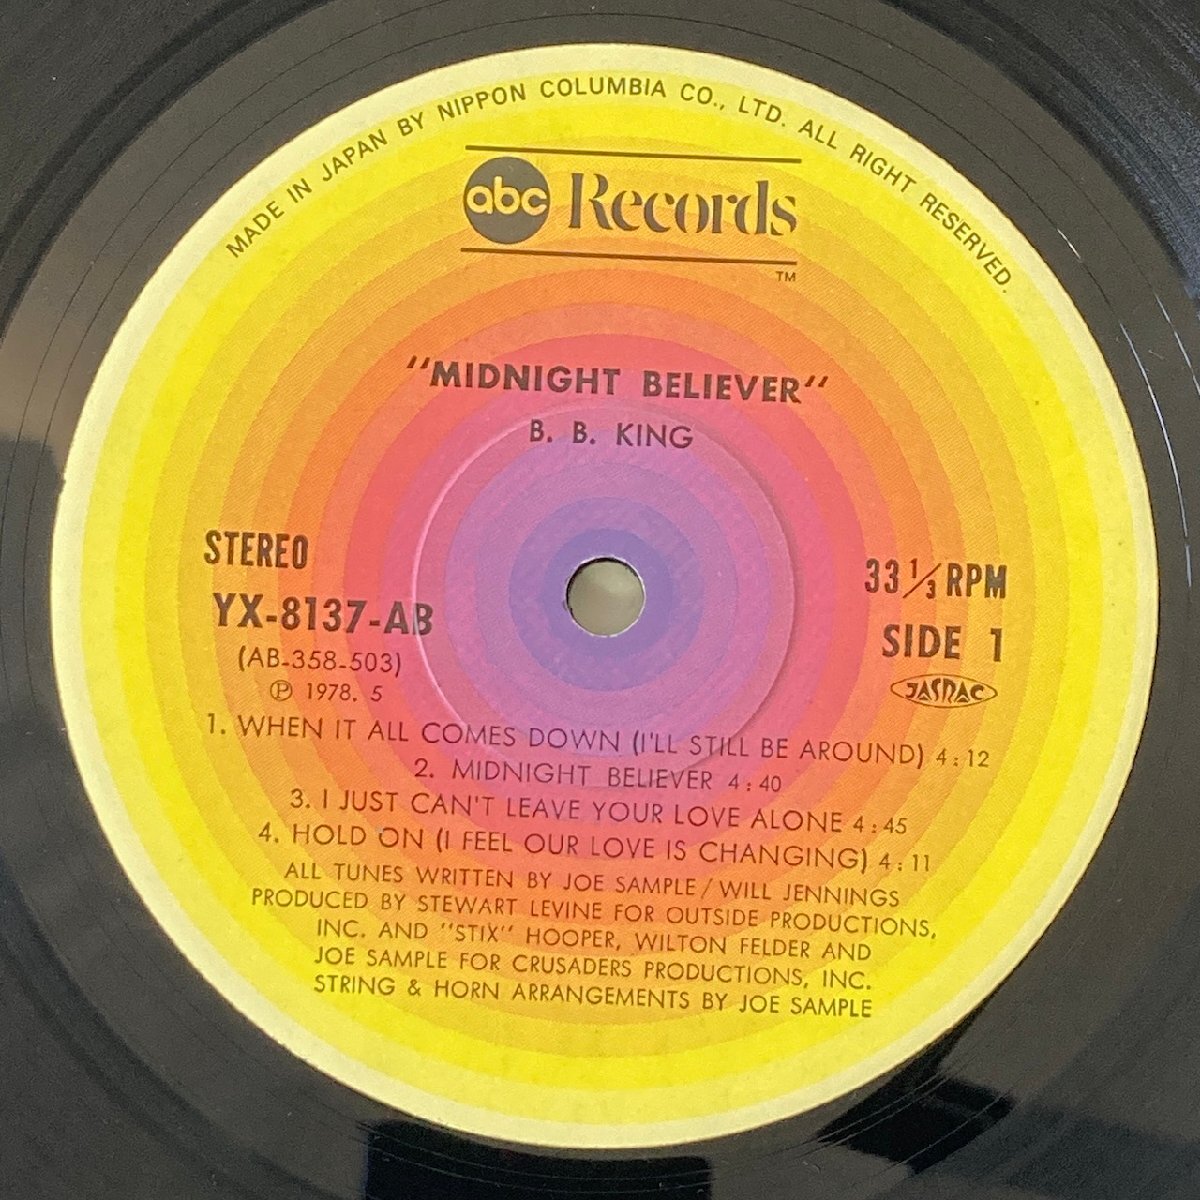 MADE IN JAPAN BY NIPPON COLUMBIA CO., LTD. ALL RIGHT RESERVED.
abc Records
TM
"MIDNIGHT BELIEVER"
B. B. KING
STEREO
33 1/3 RPM
YX-8137-AB
SIDE 1
(AB-358-503)
JASRAC
Ⓟ 1978. 5
1. WHEN IT ALL COMES DOWN (I'LL STILL BE AROUND) 4:12
2. MIDNIGHT BELIEVER 4:40
3. I JUST CAN'T LEAVE YOUR LOVE ALONE 4:45
4. HOLD ON (I FEEL OUR LOVE IS CHANGING) 4:11
ALL TUNES WRITTEN BY JOE SAMPLE/WILL JENNINGS
PRODUCED BY STEWART LEVINE FOR OUTSIDE PRODUCTIONS,
INC. AND "STIX" HOOPER, WILTON FELDER AND
JOE SAMPLE FOR CRUSADERS PRODUCTIONS, INC.
STRING & HORN ARRANGEMENTS BY JOE SAMPLE